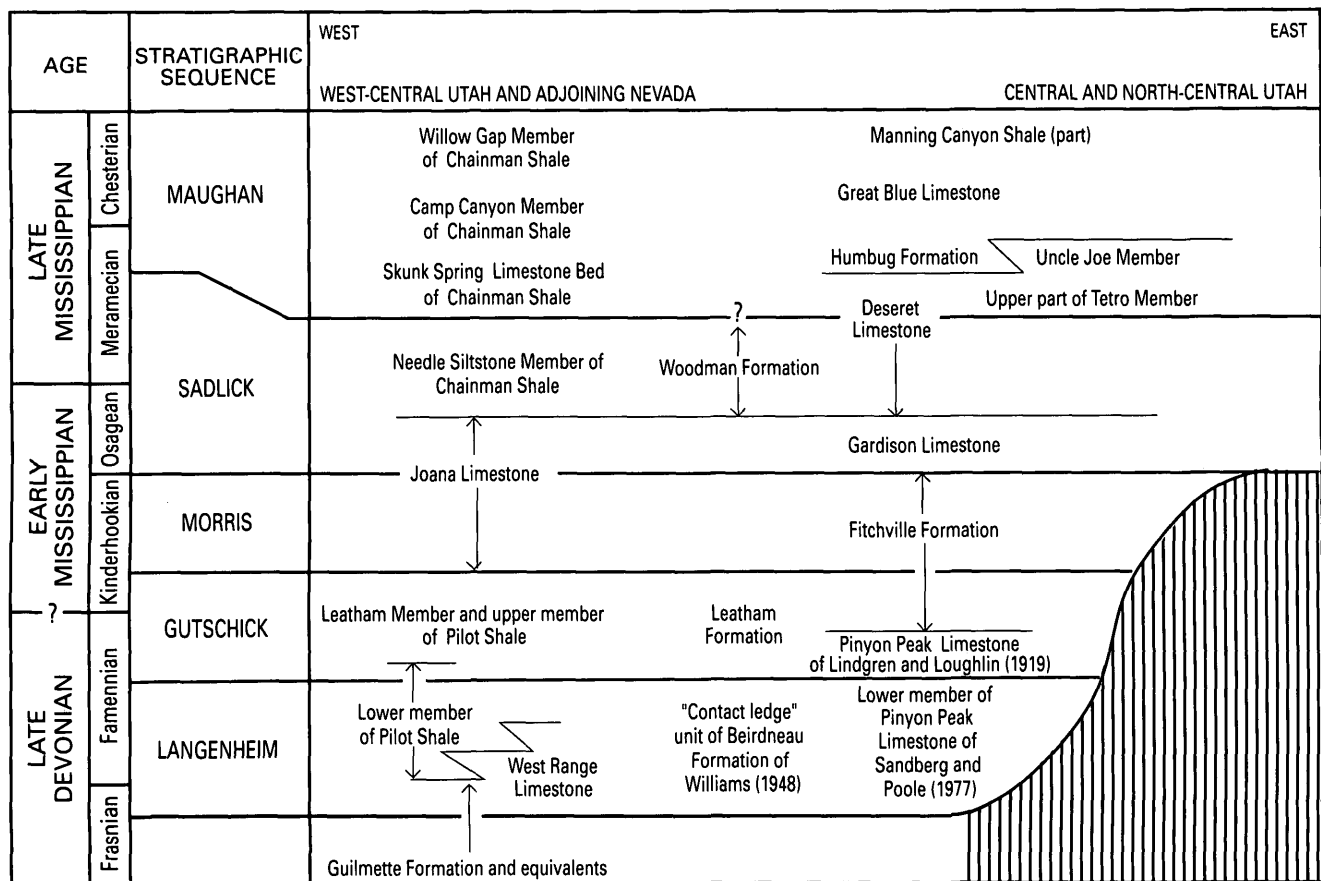 AGE
STRATIGRAPHIC
SEQUENCE
WEST
EAST
WEST-CENTRAL UTAH AND ADJOINING NEVADA
CENTRAL AND NORTH-CENTRAL UTAH
LATE
MISSISSIPPIAN
Chesterian
Meramecian
MAUGHAN
Willow Gap Member
of Chainman Shale
Manning Canyon Shale (part)
Camp Canyon Member
of Chainman Shale
Great Blue Limestone
Skunk Spring Limestone Bed
of Chainman Shale
Humbug Formation
Uncle Joe Member
Upper part of Tetro Member
EARLY
MISSISSIPPIAN
Osagean
Kinderhookian
SADLICK
Needle Siltstone Member of
Chainman Shale
?
Woodman Formation
Deseret
Limestone
Gardison Limestone
Joana Limestone
MORRIS
Fitchville Formation
?
LATE
DEVONIAN
Famennian
Frasnian
GUTSCHICK
Leatham Member and upper member
of Pilot Shale
Leatham
Formation
Pinyon Peak Limestone
of Lindgren and Loughlin (1919)
LANGENHEIM
Lower member
of Pilot Shale
West Range
Limestone
"Contact ledge"
unit of Beirdneau
Formation of
Williams (1948)
Lower member of
Pinyon Peak
Limestone of
Sandberg and
Poole (1977)
Guilmette Formation and equivalents